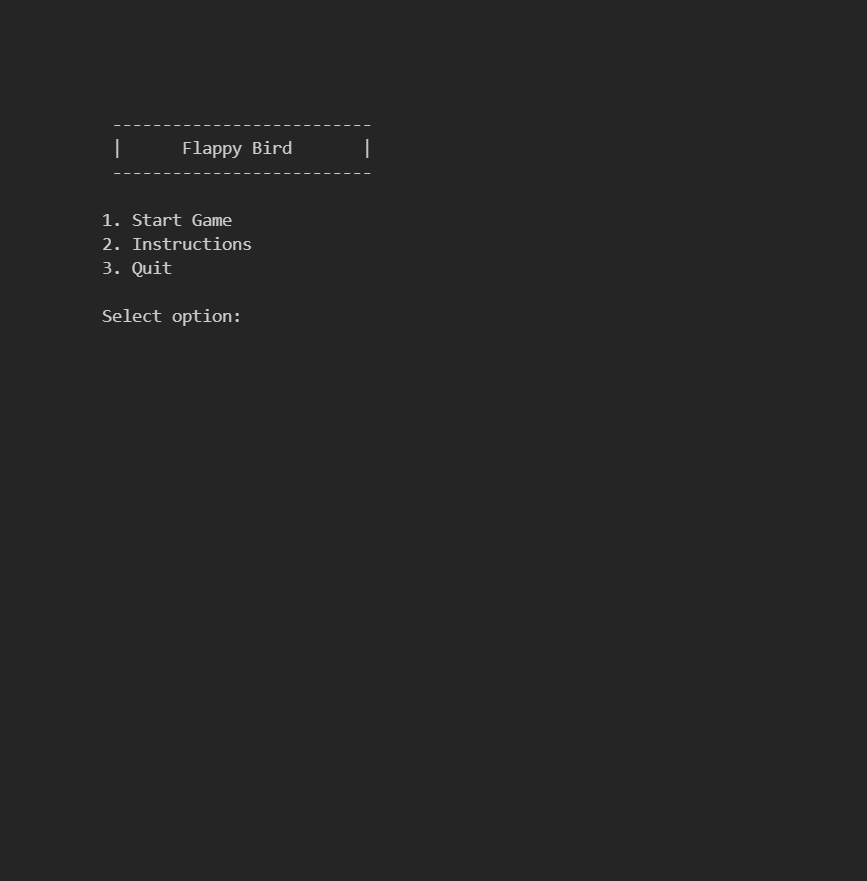 --------------------------
|      Flappy Bird       |
--------------------------
1. Start Game
2. Instructions
3. Quit
Select option: